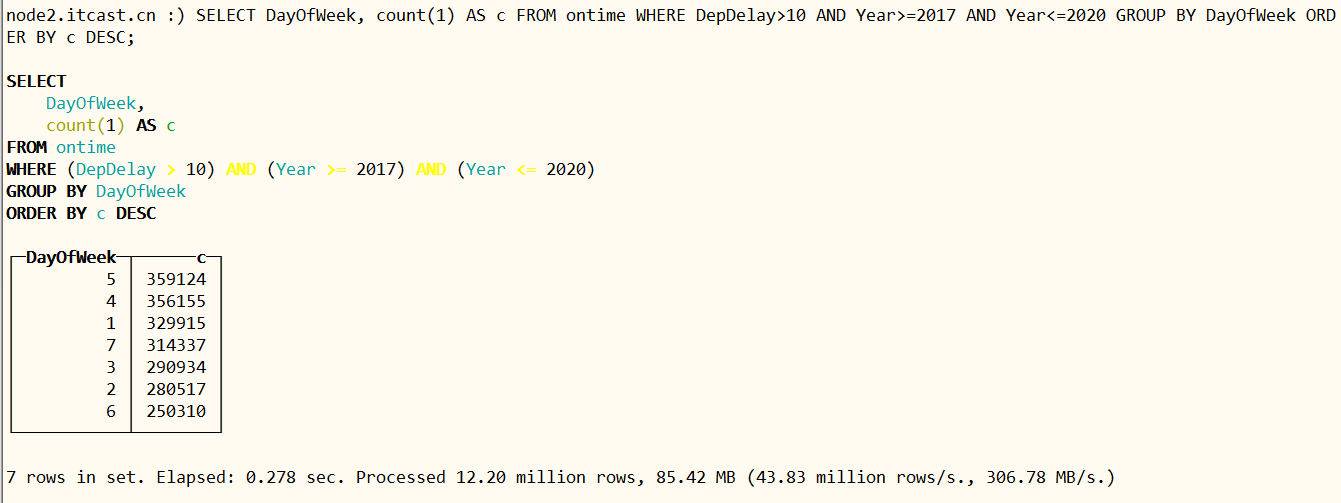 node2.itcast.cn :) SELECT DayOfWeek, count(1) AS c FROM ontime WHERE DepDelay>10 AND Year>=2017 AND Year<=2020 GROUP BY DayOfWeek ORD
ER BY c DESC;
SELECT
DayOfWeek,
count(1) AS c
FROM ontime
WHERE (DepDelay > 10) AND (Year >= 2017) AND (Year <= 2020)
GROUP BY DayOfWeek
ORDER BY c DESC
DayOfWeek c
5 359124
4 356155
1 329915
7 314337
3 290934
2 280517
6 250310
7 rows in set. Elapsed: 0.278 sec. Processed 12.20 million rows, 85.42 MB (43.83 million rows/s., 306.78 MB/s.)